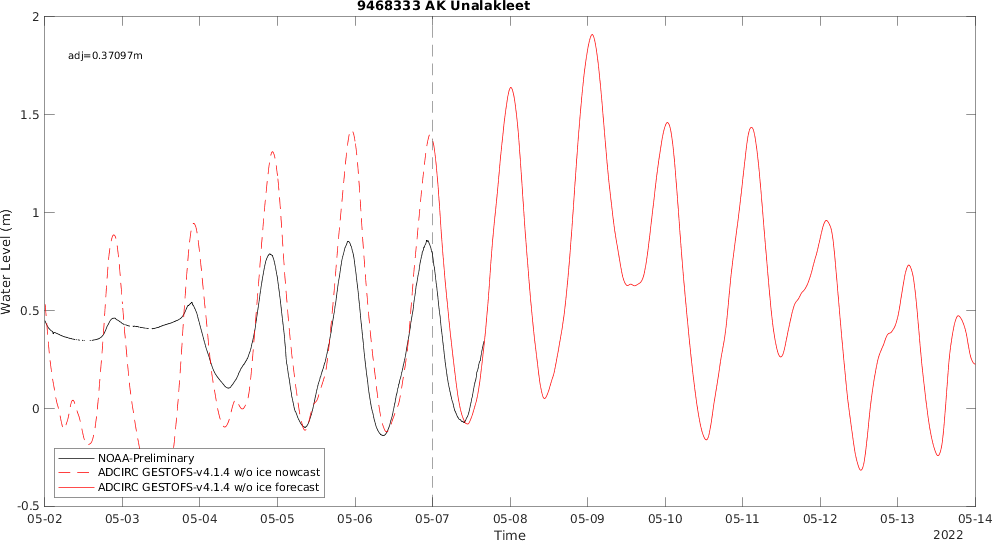 9468333 AK Unalakleet
adj=0.37097m
Water Level (m)
2
1.5
1
0.5
0
-0.5
NOAA-Preliminary
ADCIRC GESTOFS-v4.1.4 w/o ice nowcast
ADCIRC GESTOFS-v4.1.4 w/o ice forecast
05-02 05-03 05-04 05-05 05-06 05-07 05-08 05-09 05-10 05-11 05-12 05-13 05-14
Time
2022